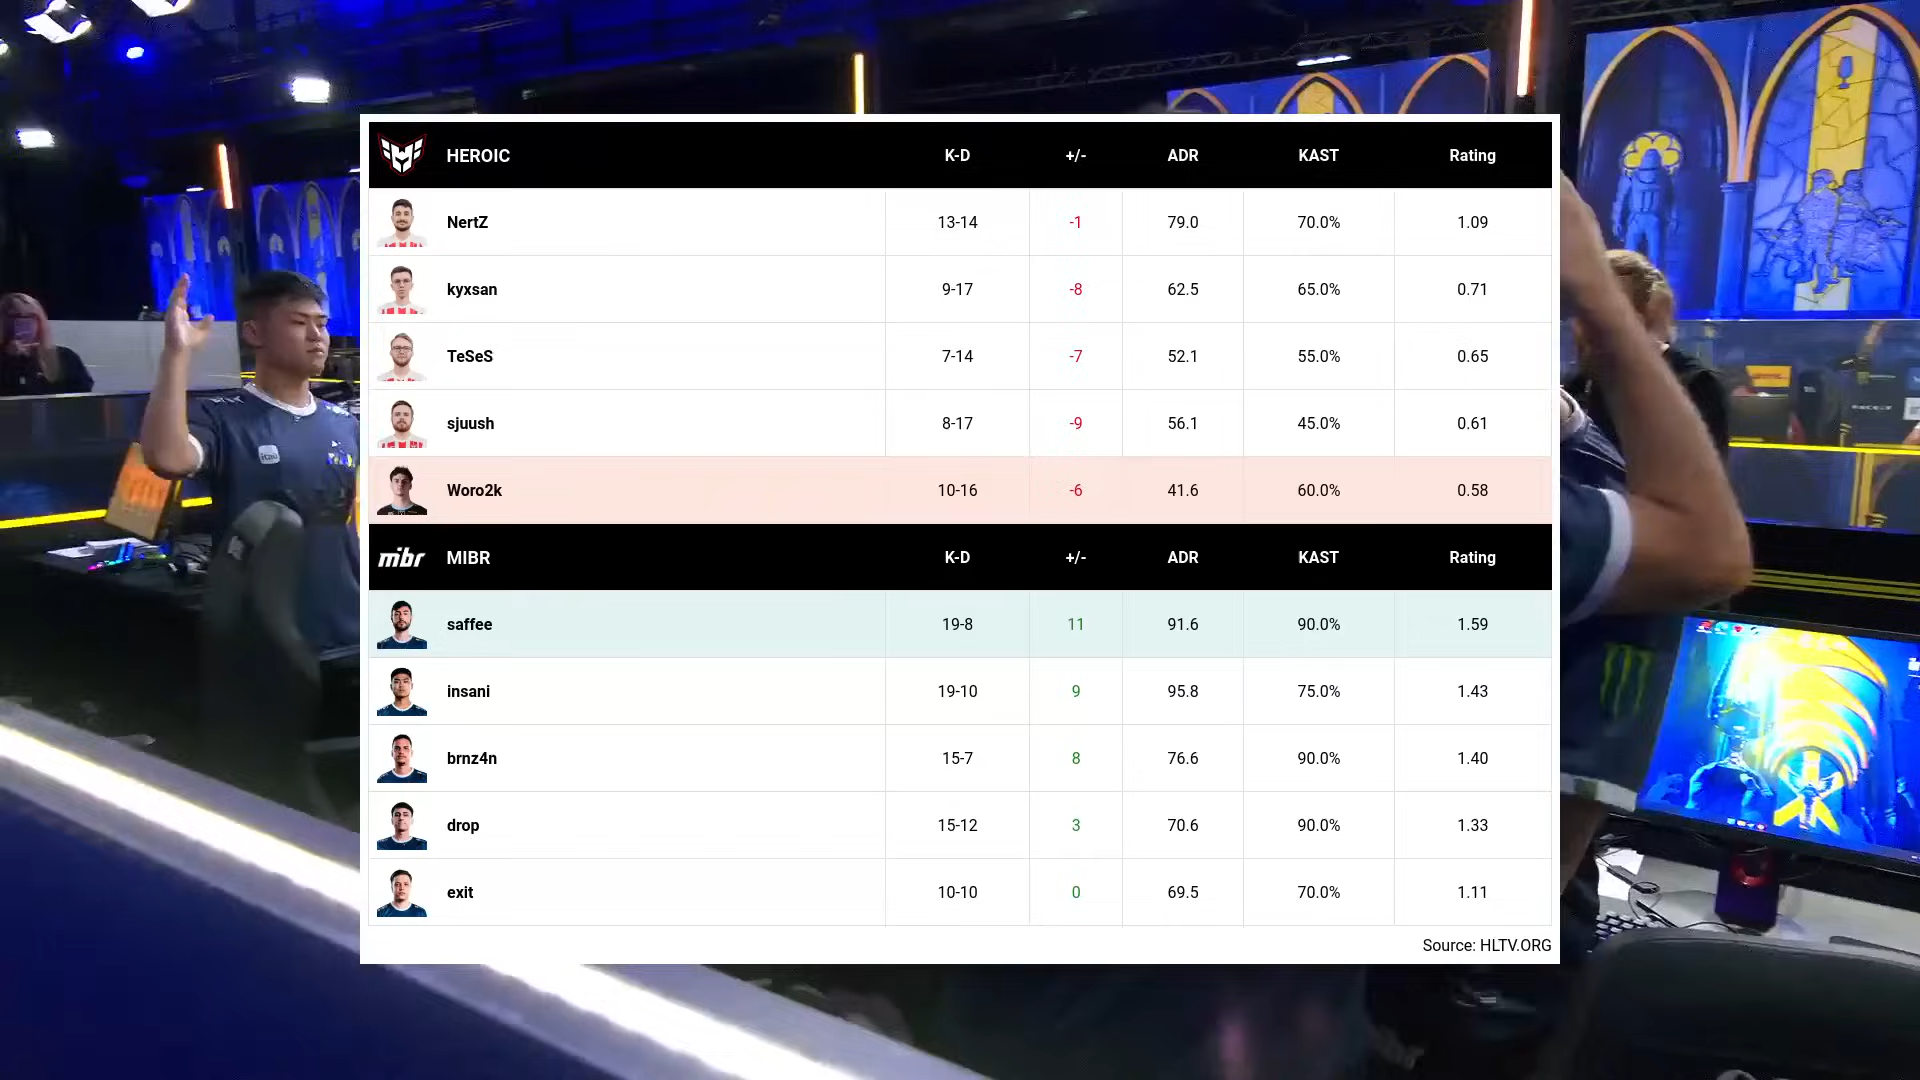 HEROIC K-D +/- ADR KAST Rating
NertZ 13-14 -1 79.0 70.0% 1.09
kyxsan 9-17 -8 62.5 65.0% 0.71
TeSeS 7-14 -7 52.1 55.0% 0.65
sjuush 8-17 -9 56.1 45.0% 0.61
Woro2k 10-16 -6 41.6 60.0% 0.58
mibr MIBR K-D +/- ADR KAST Rating
saffee 19-8 11 91.6 90.0% 1.59
insani 19-10 9 95.8 75.0% 1.43
brnz4n 15-7 8 76.6 90.0% 1.40
drop 15-12 3 70.6 90.0% 1.33
exit 10-10 0 69.5 70.0% 1.11
Source: HLTV.ORG